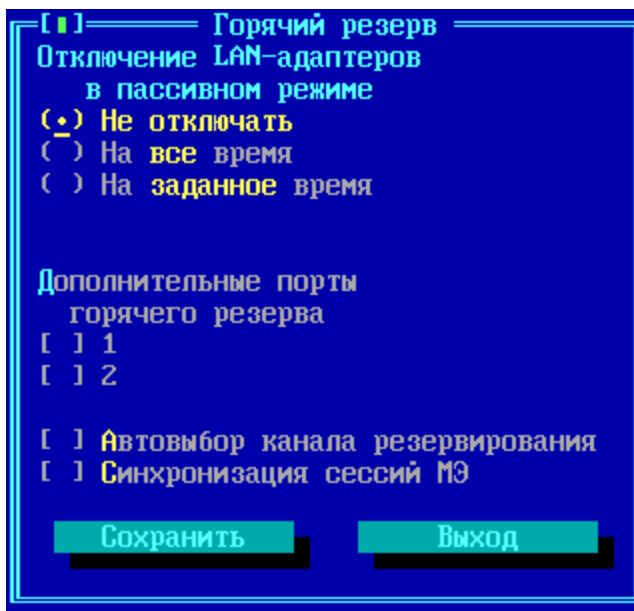 [▮] Горячий резерв
Отключение LAN-адаптеров
в пассивном режиме
(•) Не отключать
( ) На все время
( ) На заданное время
Дополнительные порты
горячего резерва
[ ] 1
[ ] 2
[ ] Автовыбор канала резервирования
[ ] Синхронизация сессий МЭ
Сохранить Выход